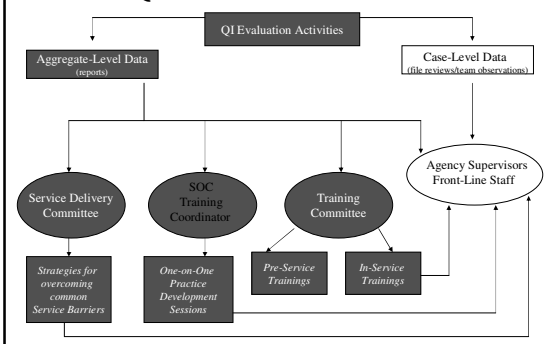 QI Evaluation Activities
Aggregate-Level Data
(reports)
Case-Level Data
(file reviews/team observations)
Service Delivery
Committee
SOC
Training
Coordinator
Training
Committee
Agency Supervisors
Front-Line Staff
Strategies for
overcoming
common
Service Barriers
One-on-One
Practice
Development
Sessions
Pre-Service
Trainings
In-Service
Trainings